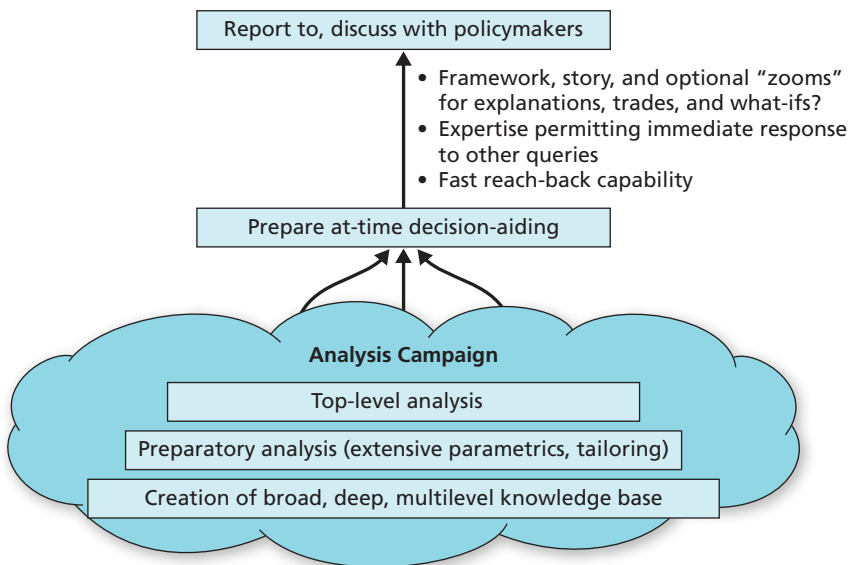 Report to, discuss with policymakers
• Framework, story, and optional “zooms”
for explanations, trades, and what-ifs?
• Expertise permitting immediate response
to other queries
• Fast reach-back capability
Prepare at-time decision-aiding
Analysis Campaign
Top-level analysis
Preparatory analysis (extensive parametrics, tailoring)
Creation of broad, deep, multilevel knowledge base